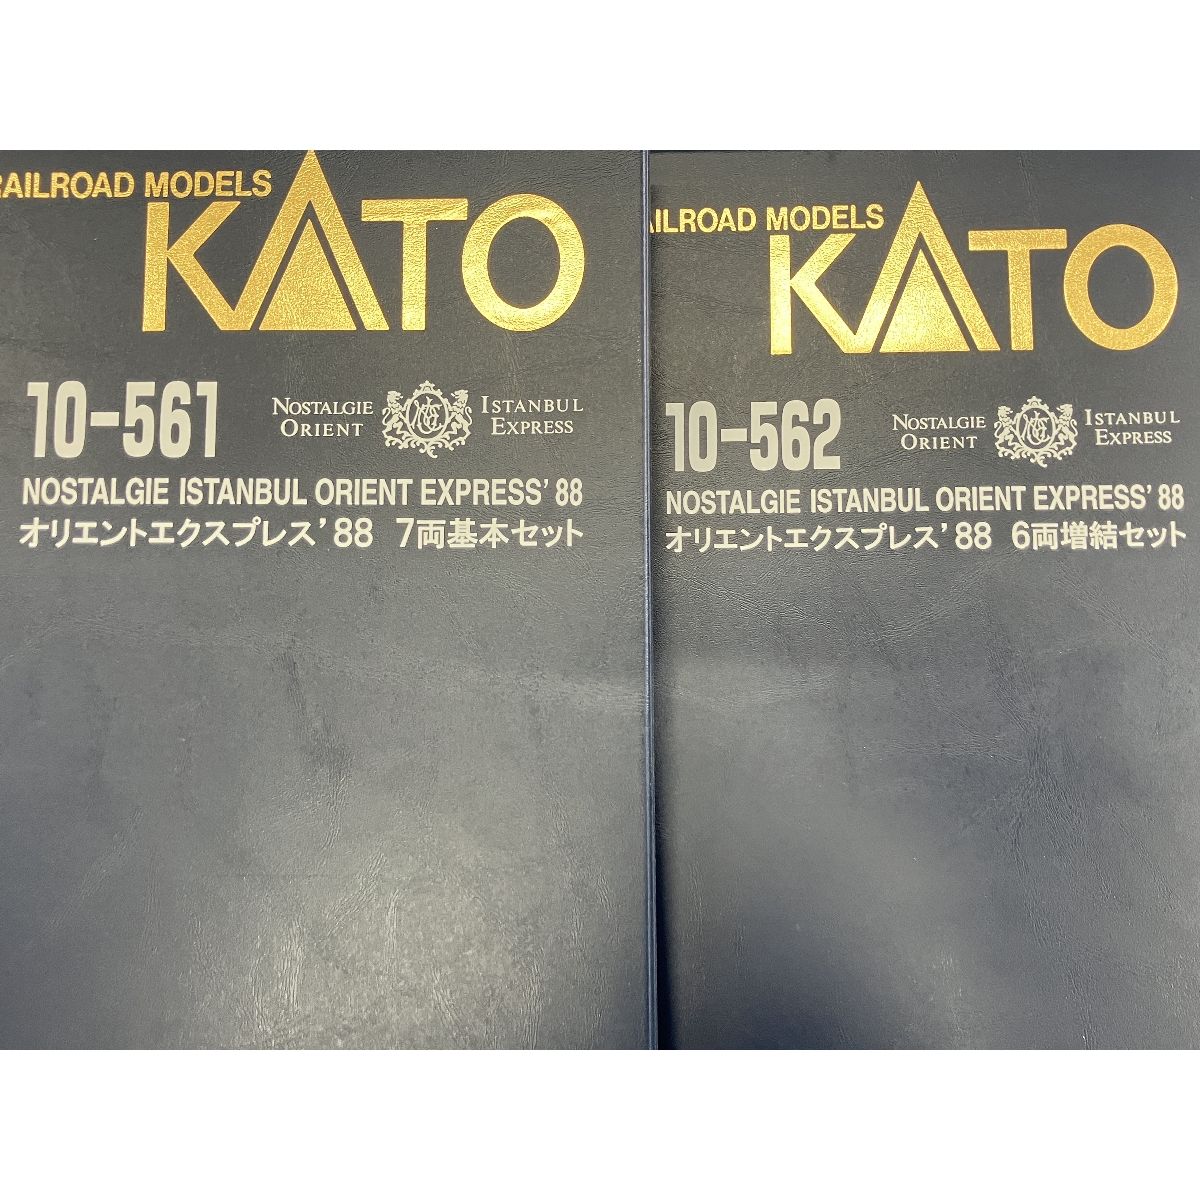 RAILROAD MODELS
KATO
10-561
NOSTALGIE ISTANBUL
ORIENT EXPRESS
NOSTALGIE ISTANBUL ORIENT EXPRESS'88
オリエントエクスプレス'88 7両基本セット
AILROAD MODELS
KATO
10-562
NOSTALGIE ISTANBUL
ORIENT EXPRESS
NOSTALGIE ISTANBUL ORIENT EXPRESS'88
オリエントエクスプレス'88 6両増結セット